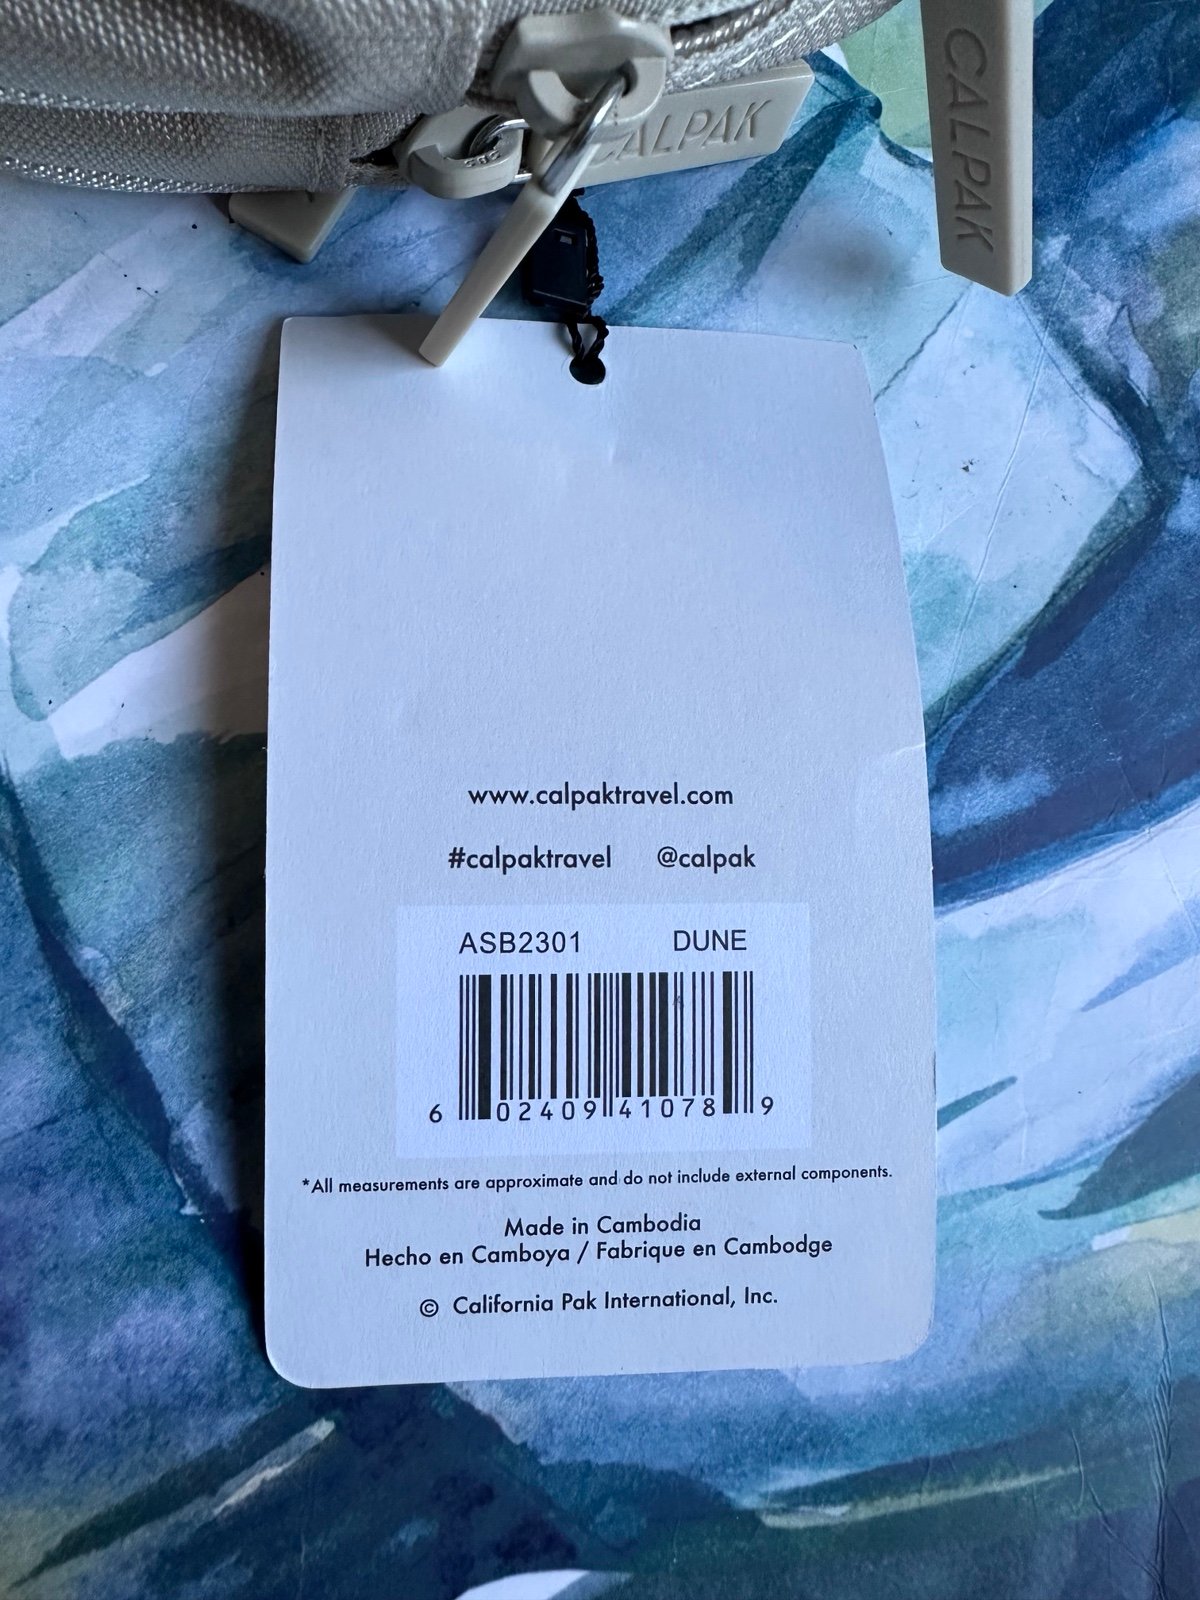 CALPAK
CALPAK
www.calpaktravel.com
#calpaktravel @calpak
ASB2301 DUNE
6 02409 41078 9
*All measurements are approximate and do not include external components.
Made in Cambodia
Hecho en Camboya / Fabrique en Cambodge
© California Pak International, Inc.